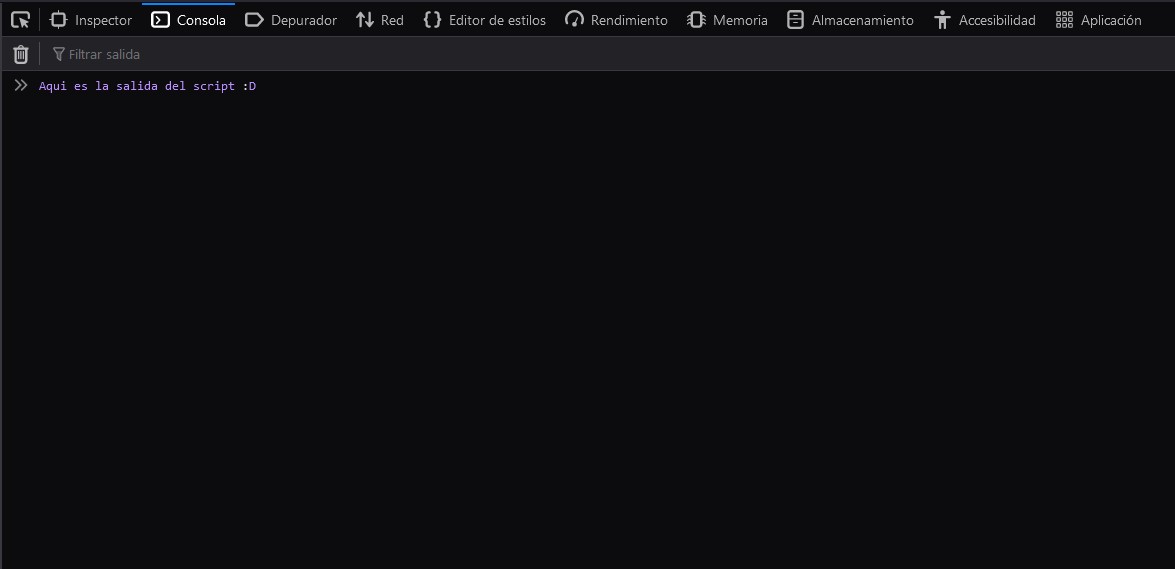 Inspector Consola Depurador Red Editor de estilos Rendimiento Memoria Almacenamiento Accesibilidad Aplicación
Filtrar salida
Aqui es la salida del script :D